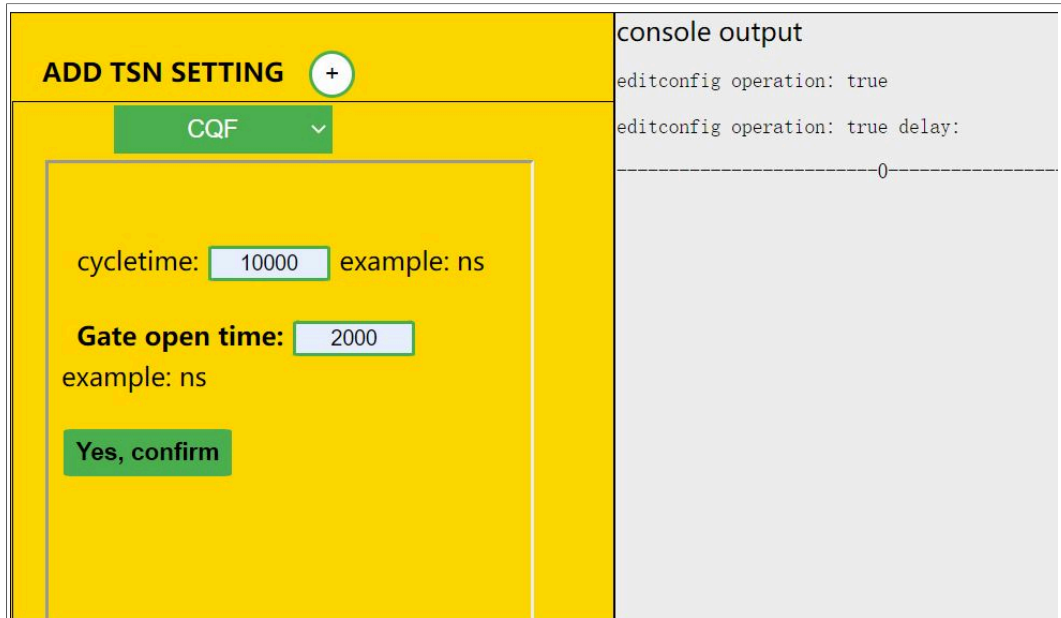 ADD TSN SETTING +
CQF
cycletime: 10000 example: ns
Gate open time: 2000
example: ns
Yes, confirm
console output
editconfig operation: true
editconfig operation: true delay:
-------------------------0----------------